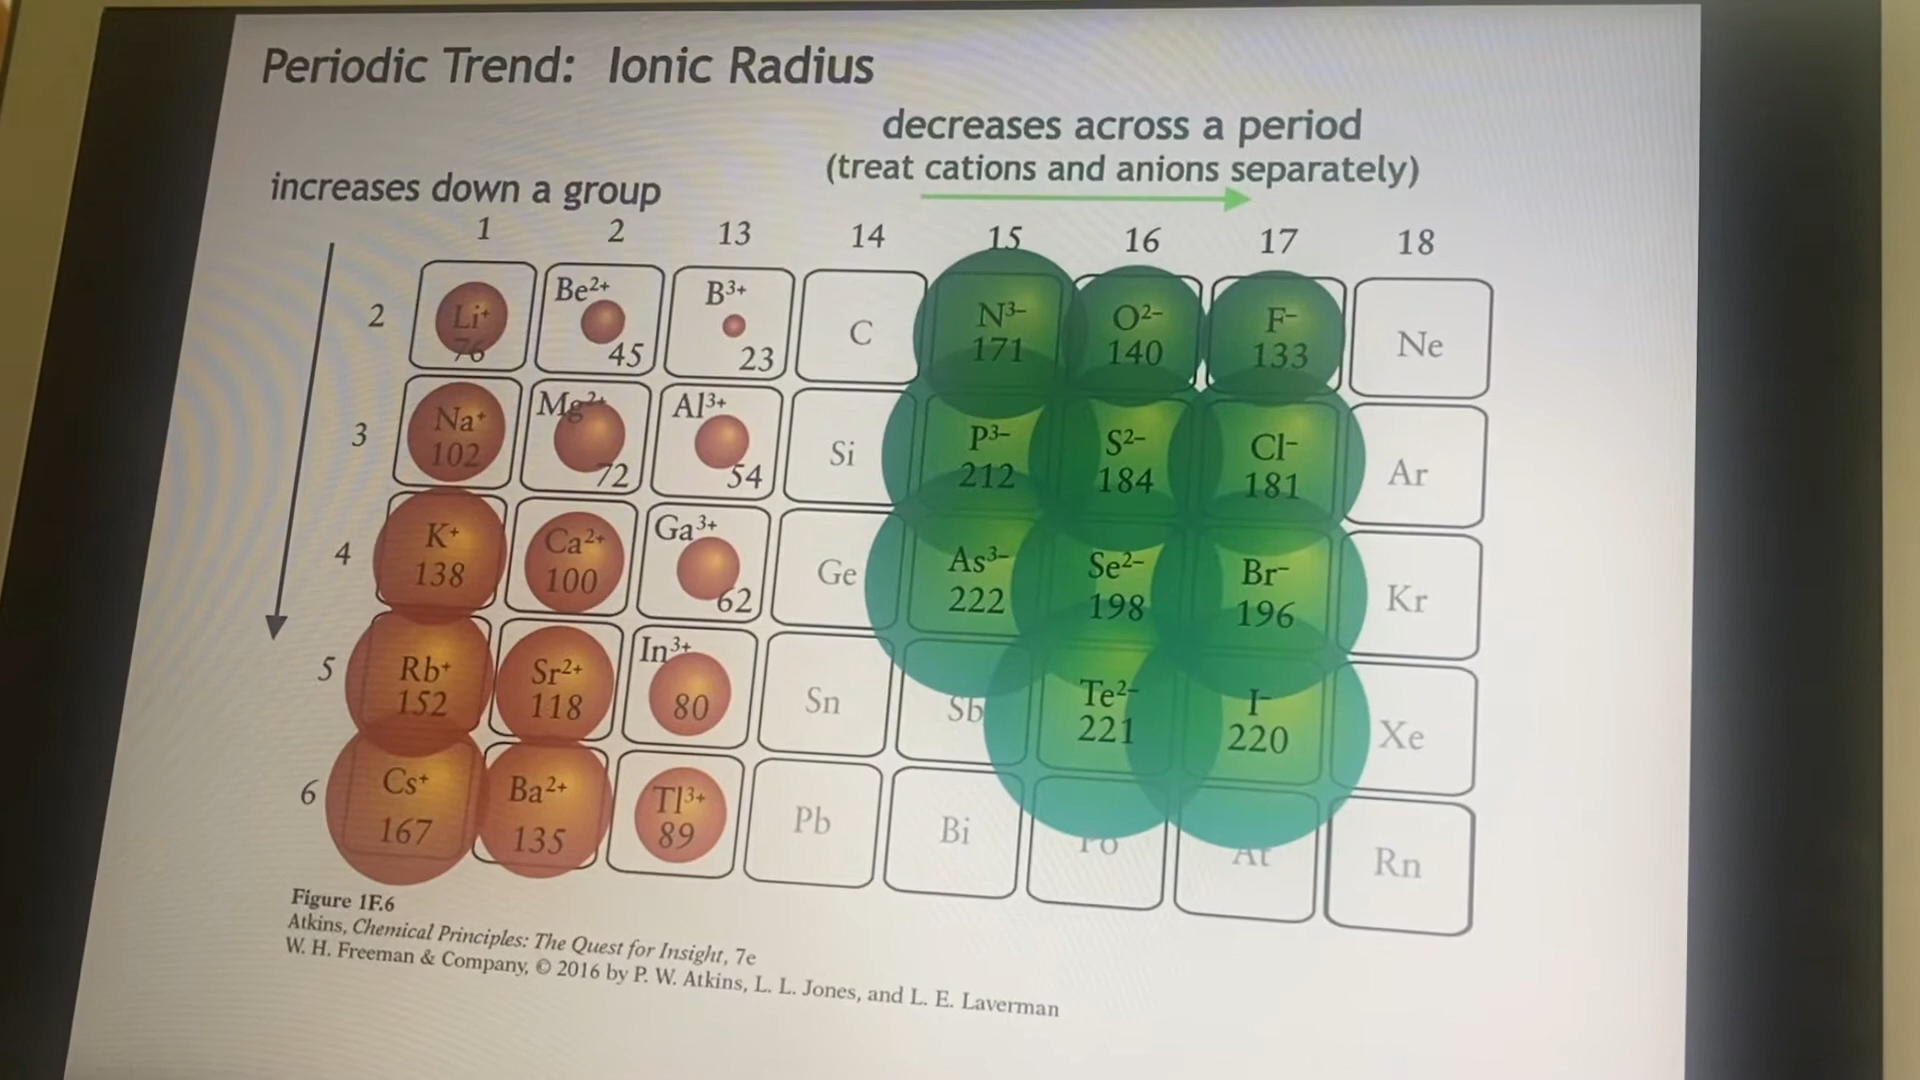 Periodic Trend: Ionic Radius
decreases across a period
(treat cations and anions separately)
increases down a group
1 2 13 14 15 16 17 18
2 Li⁺ 76 Be²⁺ 45 B³⁺ 23 C N³⁻ 171 O²⁻ 140 F⁻ 133 Ne
3 Na⁺ 102 Mg²⁺ 72 Al³⁺ 54 Si P³⁻ 212 S²⁻ 184 Cl⁻ 181 Ar
4 K⁺ 138 Ca²⁺ 100 Ga³⁺ 62 Ge As³⁻ 222 Se²⁻ 198 Br⁻ 196 Kr
5 Rb⁺ 152 Sr²⁺ 118 In³⁺ 80 Sn Sb Te²⁻ 221 I⁻ 220 Xe
6 Cs⁺ 167 Ba²⁺ 135 Tl³⁺ 89 Pb Bi Po At Rn
Figure 1F.6
Atkins, Chemical Principles: The Quest for Insight, 7e
W. H. Freeman & Company, © 2016 by P. W. Atkins, L. L. Jones, and L. E. Laverman